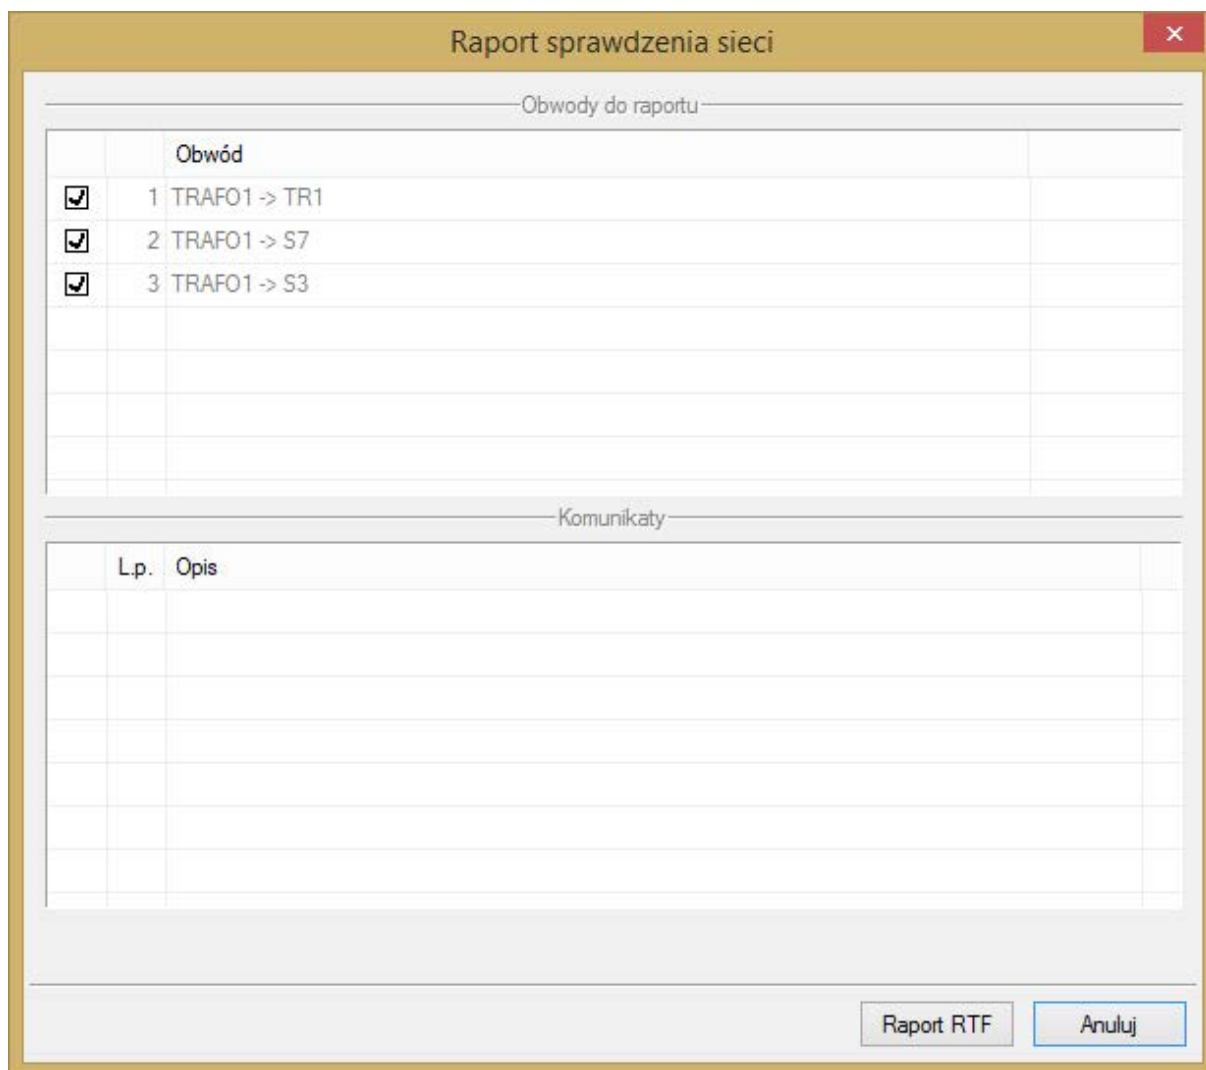 Raport sprawdzenia sieci
Obwody do raportu
Obwód
1 TRAFO1 -> TR1
2 TRAFO1 -> S7
3 TRAFO1 -> S3
Komunikaty
L.p. Opis
Raport RTF Anuluj